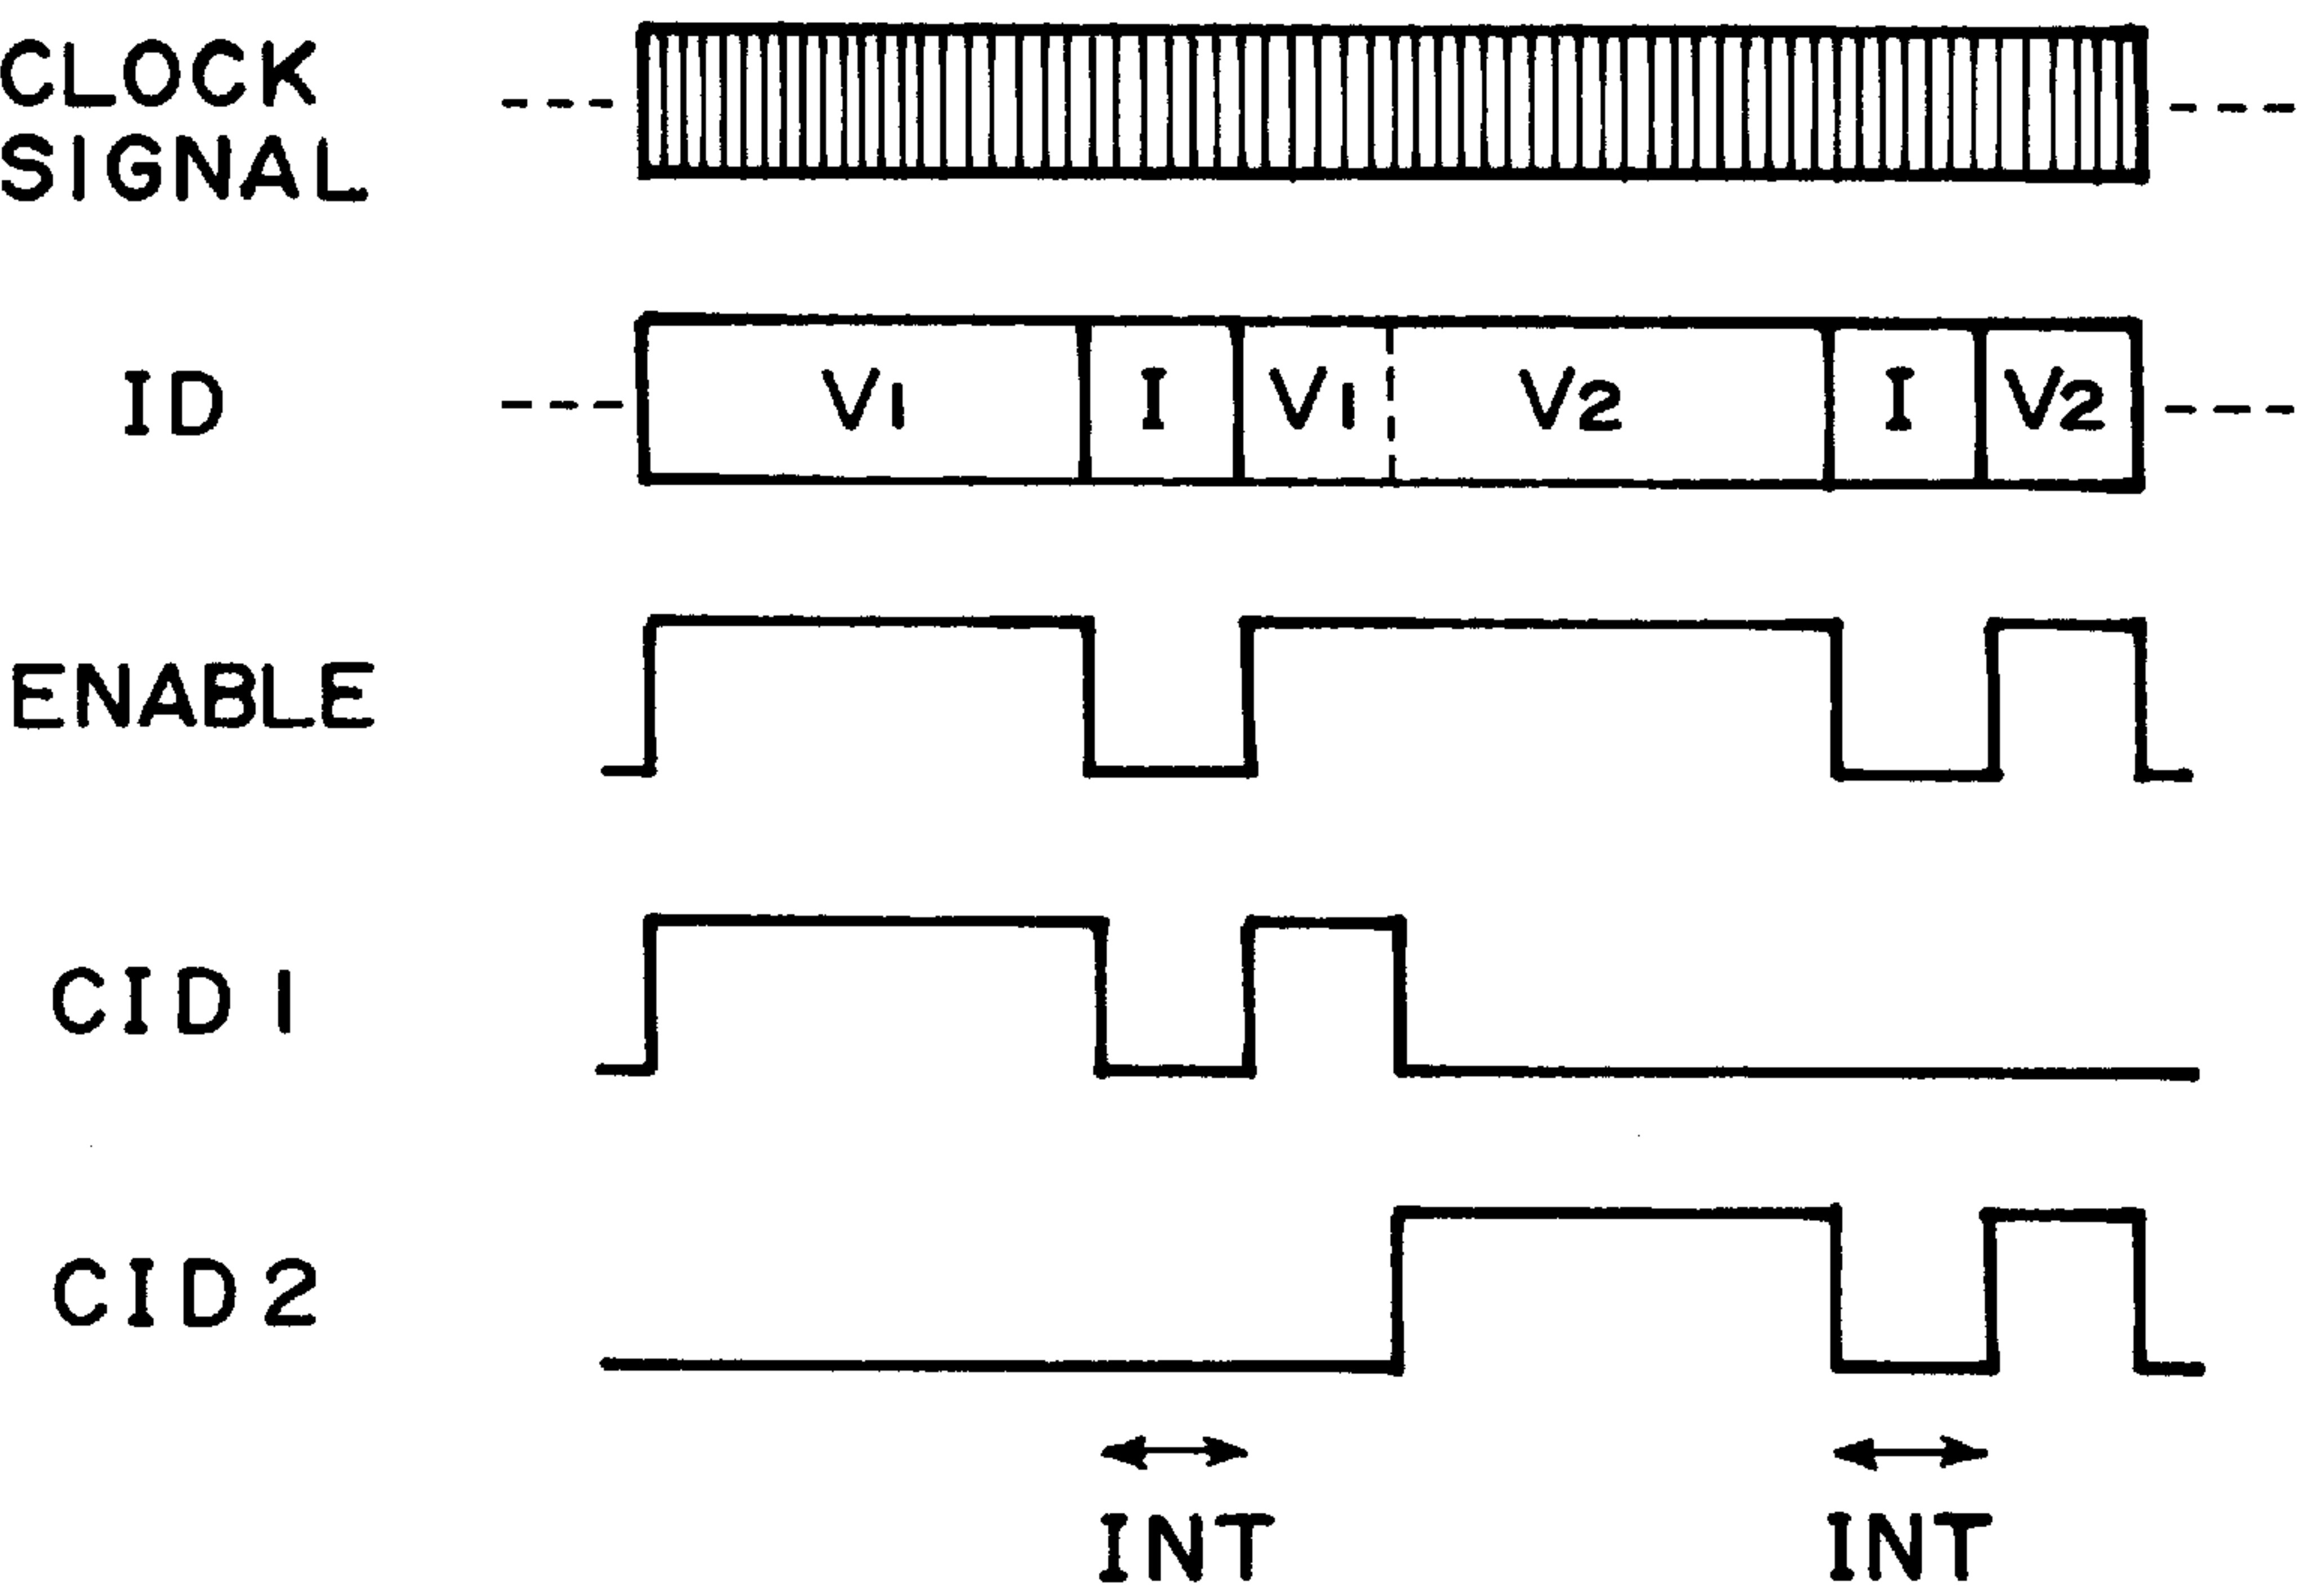 CLOCK
SIGNAL
ID
V1 I V1 V2 I V2
ENABLE
CID1
CID2
INT INT